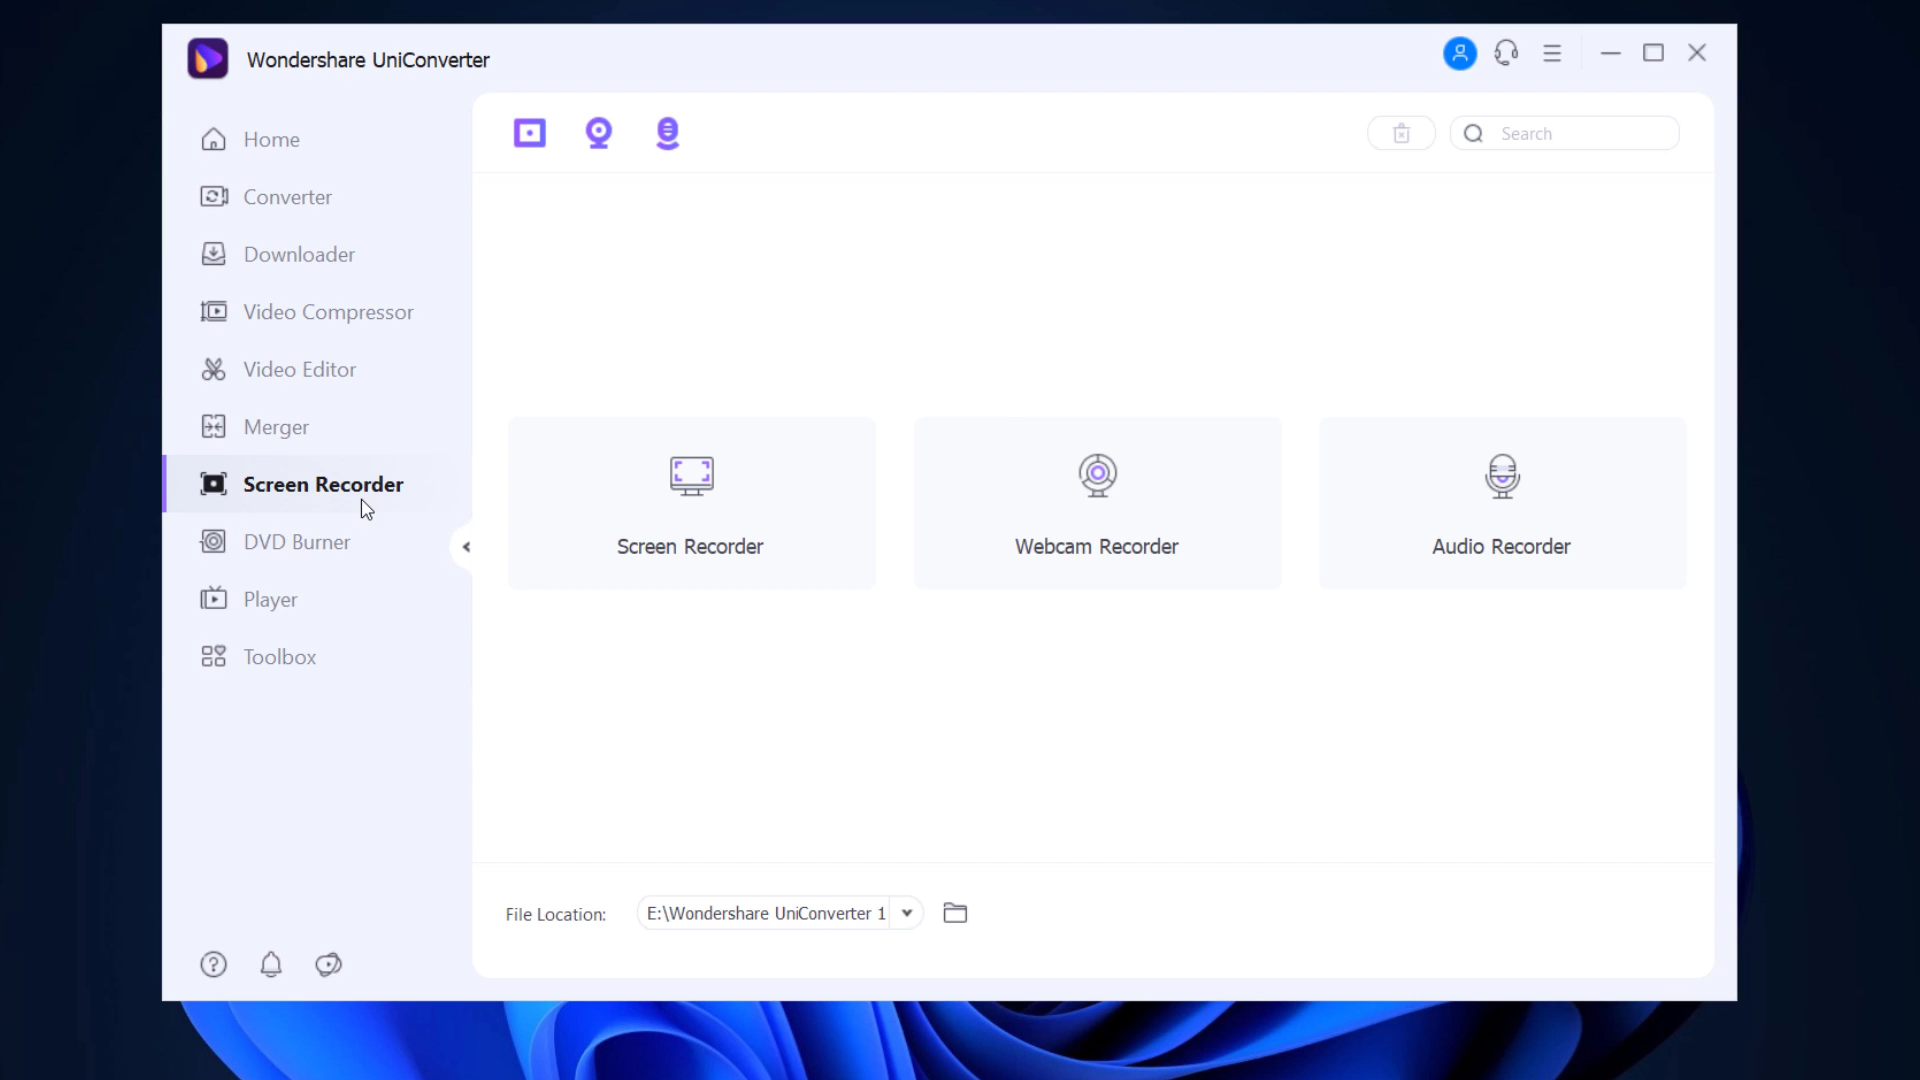 Wondershare UniConverter
Home
Converter
Downloader
Video Compressor
Video Editor
Merger
Screen Recorder
DVD Burner
Player
Toolbox
Search
Screen Recorder
Webcam Recorder
Audio Recorder
File Location:
E:\Wondershare UniConverter 1